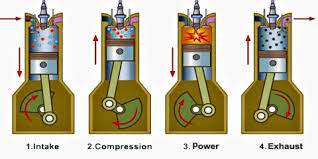 1.Intake
2.Compression
3. Power
4. Exhaust